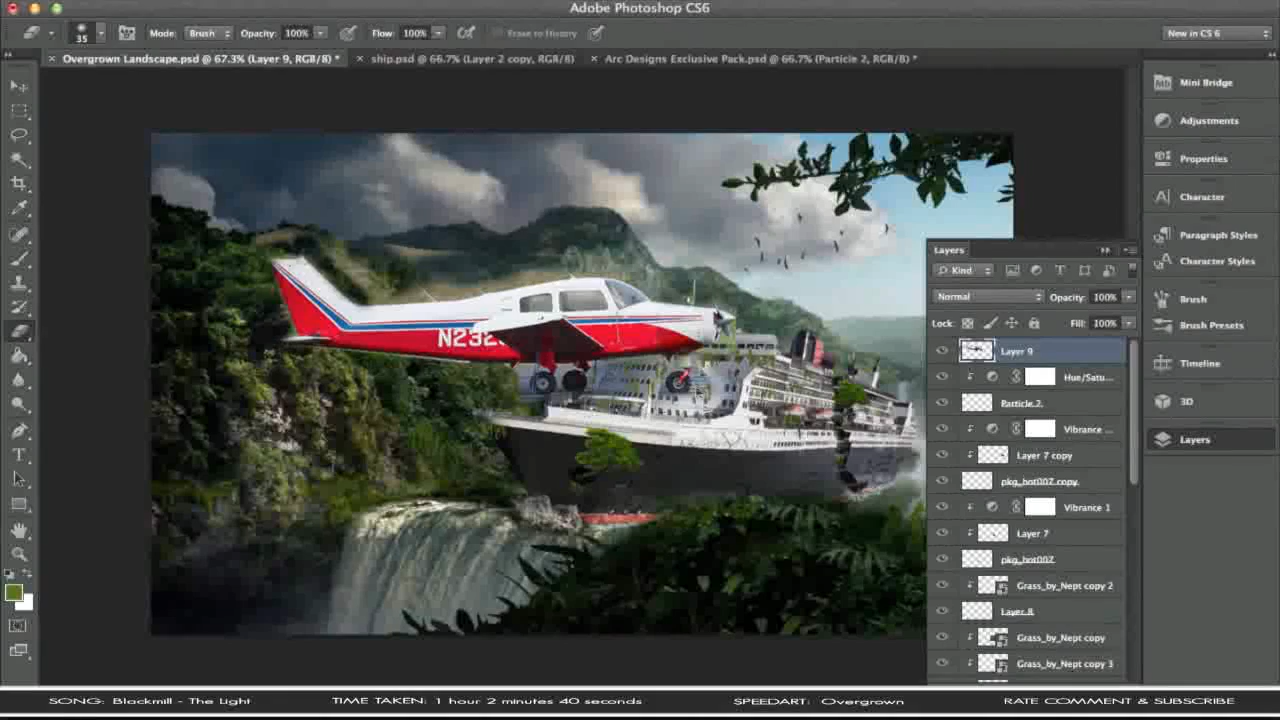 Adobe Photoshop CS6
35 Mode: Brush Opacity: 100% Flow: 100% Erase to History New in CS 6
Overgrown Landscape.psd @ 67.3% (Layer 9, RGB/8) * ship.psd @ 66.7% (Layer 2 copy, RGB/8) Arc Designs Exclusive Pack.psd @ 66.7% (Particle 2, RGB/8) *
Mb Mini Bridge
Adjustments
Properties
Character
Paragraph Styles
Character Styles
Brush
Brush Presets
Timeline
3D
Layers
Layers
Kind
Normal Opacity: 100%
Lock: Fill: 100%
Layer 9
Hue/Satu...
Particle 2
Vibrance ...
Layer 7 copy
pkg_bot007 copy
Vibrance 1
Layer 7
pkg_bot007
Grass_by_Nept copy 2
Layer 8
Grass_by_Nept copy
Grass_by_Nept copy 3
SONG: Blackmill - The Light TIME TAKEN: 1 hour 2 minutes 40 seconds SPEEDART: Overgrown RATE COMMENT & SUBSCRIBE